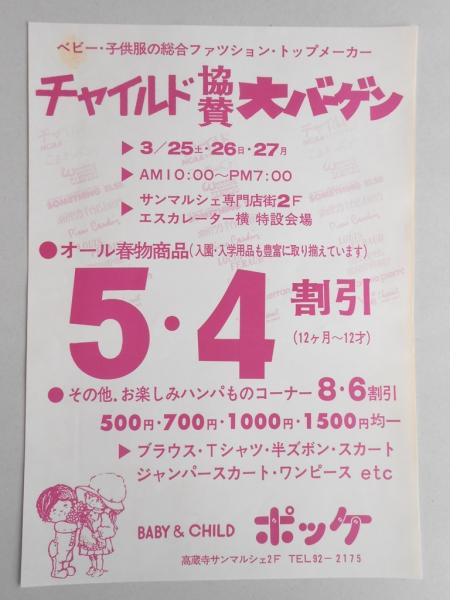 ベビー・子供服の総合ファツション・トップメーカー
チャイルド協賛大バーゲン
▶3／25土・26日・27月
▶AM10:00～PM7:00
▶サンマルシェ専門店街2F
エスカレーター横 特設会場
●オール春物商品(入園・入学用品も豊富に取り揃えています)
5・4割引
(12ヶ月～12才)
●その他．お楽しみハンパものコーナー 8・6割引
500円・700円・1000円・1500円均一
▶ブラウス・Tシャツ・半ズボン・スカート
ジャンパースカート・ワンピース etc
BABY & CHILD ポッケ
高蔵寺サンマルシェ2F TEL92－2175